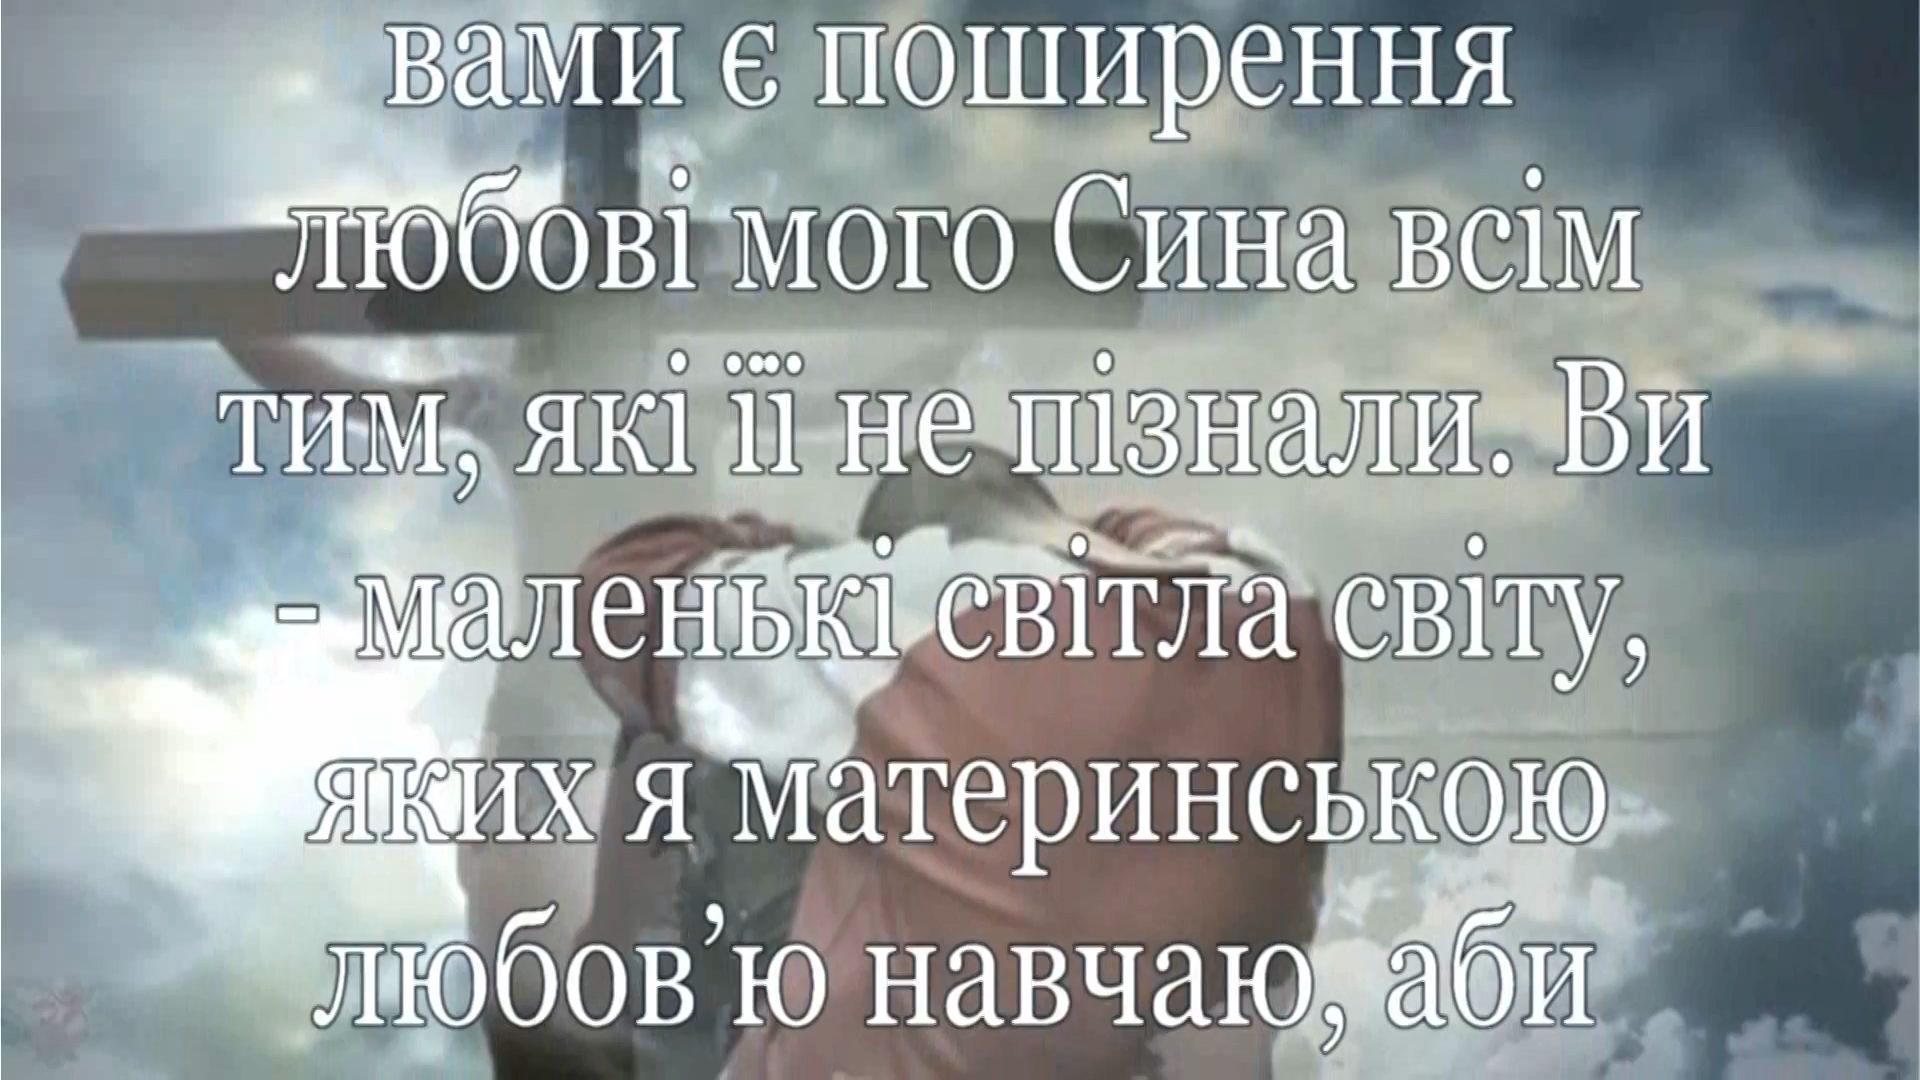 вами є поширення
любові мого Сина всім
тим, які її не пізнали. Ви
- маленькі світла світу,
яких я материнською
любов’ю навчаю, аби